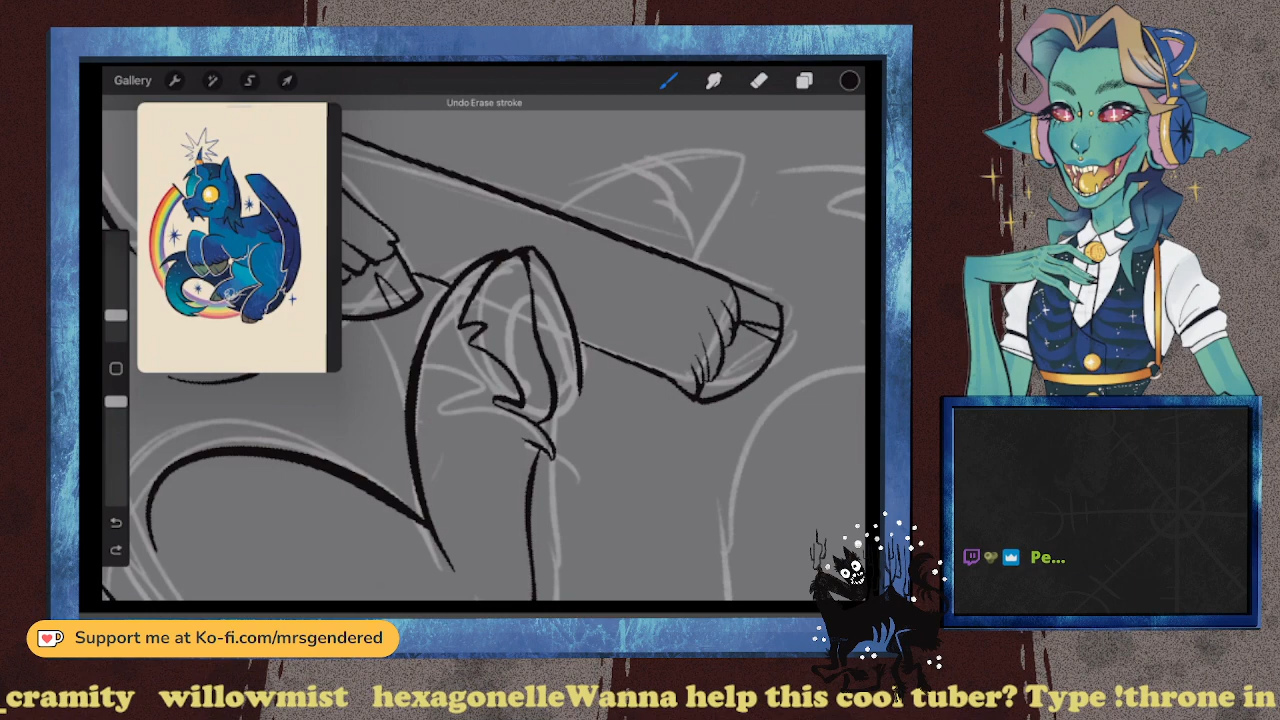 Gallery
Undo Erase stroke
Pe...
Support me at Ko-fi.com/mrsgendered
_cramity willowmist hexagonelleWanna help this cool tuber? Type !throne in